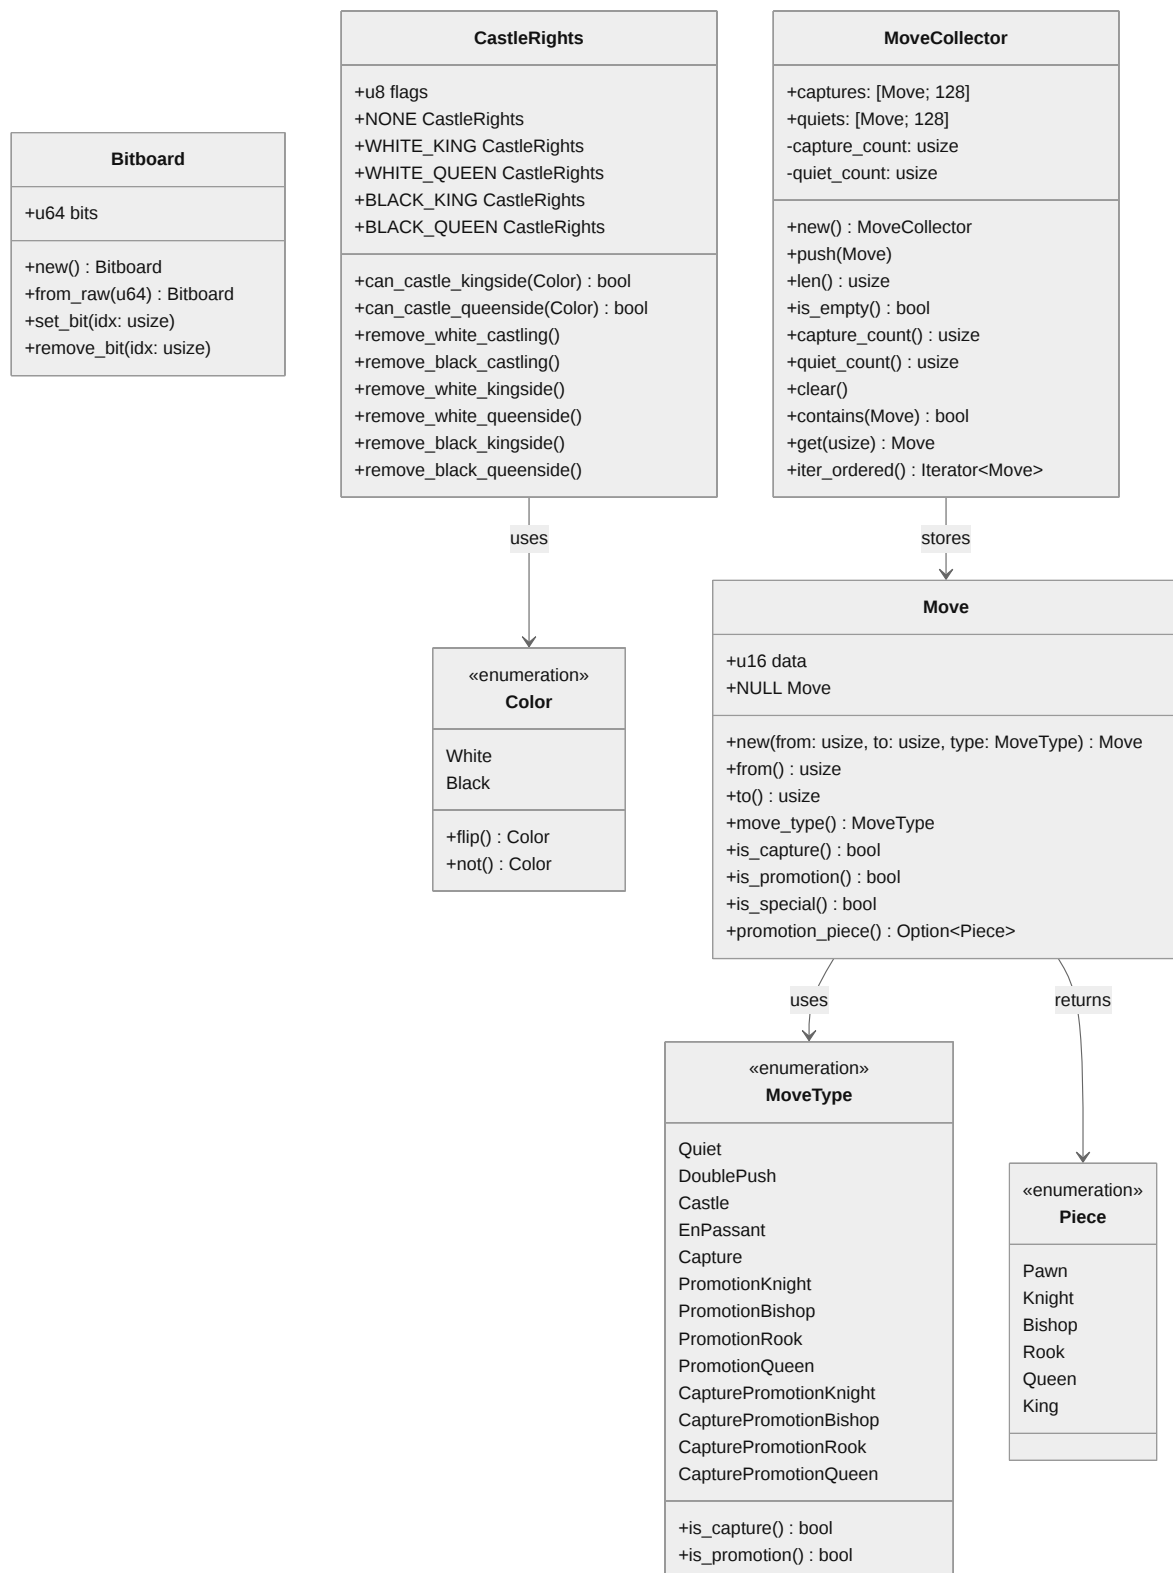 Bitboard
+u64 bits
+new() : Bitboard
+from_raw(u64) : Bitboard
+set_bit(idx: usize)
+remove_bit(idx: usize)
CastleRights
+u8 flags
+NONE CastleRights
+WHITE_KING CastleRights
+WHITE_QUEEN CastleRights
+BLACK_KING CastleRights
+BLACK_QUEEN CastleRights
+can_castle_kingside(Color) : bool
+can_castle_queenside(Color) : bool
+remove_white_castling()
+remove_black_castling()
+remove_white_kingside()
+remove_white_queenside()
+remove_black_kingside()
+remove_black_queenside()
MoveCollector
+captures: [Move; 128]
+quiets: [Move; 128]
-capture_count: usize
-quiet_count: usize
+new() : MoveCollector
+push(Move)
+len() : usize
+is_empty() : bool
+capture_count() : usize
+quiet_count() : usize
+clear()
+contains(Move) : bool
+get(usize) : Move
+iter_ordered() : Iterator<Move>
uses
stores
«enumeration»
Color
White
Black
+flip() : Color
+not() : Color
Move
+u16 data
+NULL Move
+new(from: usize, to: usize, type: MoveType) : Move
+from() : usize
+to() : usize
+move_type() : MoveType
+is_capture() : bool
+is_promotion() : bool
+is_special() : bool
+promotion_piece() : Option<Piece>
uses
returns
«enumeration»
MoveType
Quiet
DoublePush
Castle
EnPassant
Capture
PromotionKnight
PromotionBishop
PromotionRook
PromotionQueen
CapturePromotionKnight
CapturePromotionBishop
CapturePromotionRook
CapturePromotionQueen
+is_capture() : bool
+is_promotion() : bool
«enumeration»
Piece
Pawn
Knight
Bishop
Rook
Queen
King